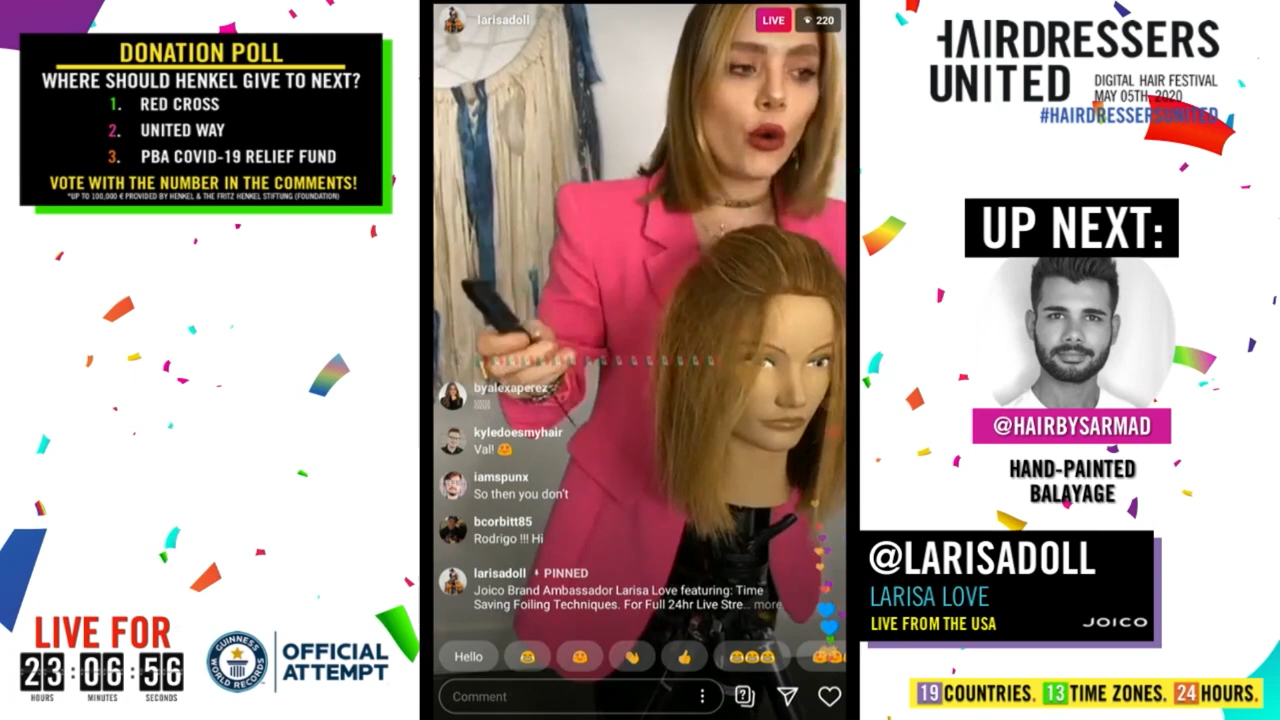 DONATION POLL
WHERE SHOULD HENKEL GIVE TO NEXT?
1. RED CROSS
2. UNITED WAY
3. PBA COVID-19 RELIEF FUND
VOTE WITH THE NUMBER IN THE COMMENTS!
*UP TO 100,000 € PROVIDED BY HENKEL & THE FRITZ HENKEL STIFTUNG (FOUNDATION)
LIVE FOR
23:06:56
HOURS MINUTES SECONDS
GUINNESS WORLD RECORDS
OFFICIAL
ATTEMPT
larisadoll
LIVE 220
byalexaperez
kyledoesmyhair
Val!
iamspunx
So then you don't
bcorbitt85
Rodrigo !!! Hi
larisadoll PINNED
Joico Brand Ambassador Larisa Love featuring: Time
Saving Foiling Techniques. For Full 24hr Live Stre... more
Hello
Comment
HAIRDRESSERS
UNITED
DIGITAL HAIR FESTIVAL
MAY 05TH, 2020
#HAIRDRESSERSUNITED
UP NEXT:
@HAIRBYSARMAD
HAND-PAINTED
BALAYAGE
@LARISADOLL
LARISA LOVE
LIVE FROM THE USA
JOICO
19 COUNTRIES. 13 TIME ZONES. 24 HOURS.